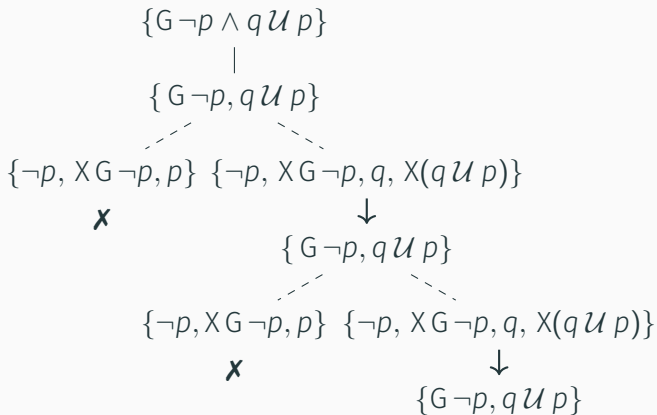 {G ¬p ∧ q 𝒰 p}
{ G ¬p, q 𝒰 p}
{¬p, X G ¬p, p} {¬p, X G ¬p, q, X(q 𝒰 p)}
✗
{ G ¬p, q 𝒰 p}
{¬p, X G ¬p, p} {¬p, X G ¬p, q, X(q 𝒰 p)}
✗
{G ¬p, q 𝒰 p}